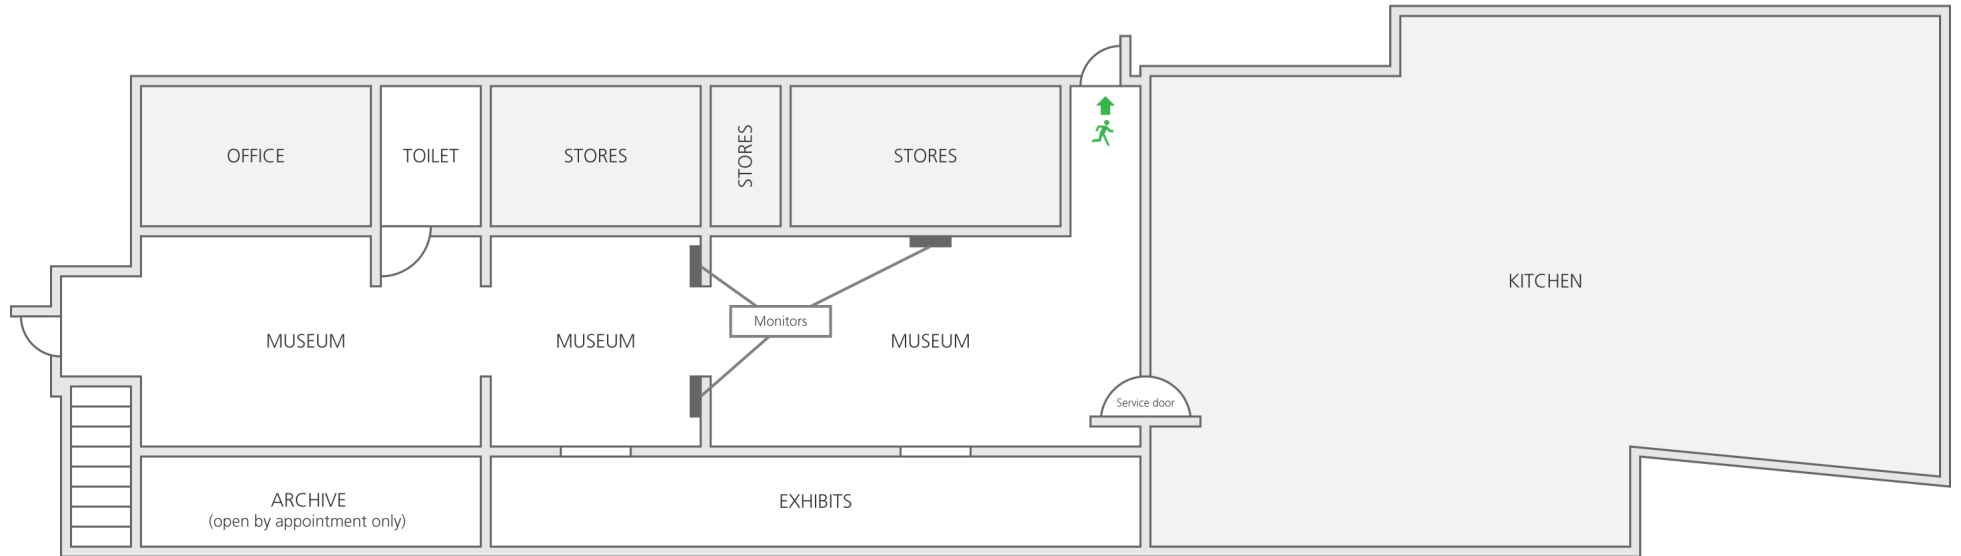 OFFICE
TOILET
STORES
STORES
STORES
KITCHEN
Monitors
MUSEUM
MUSEUM
MUSEUM
Service door
ARCHIVE
(open by appointment only)
EXHIBITS